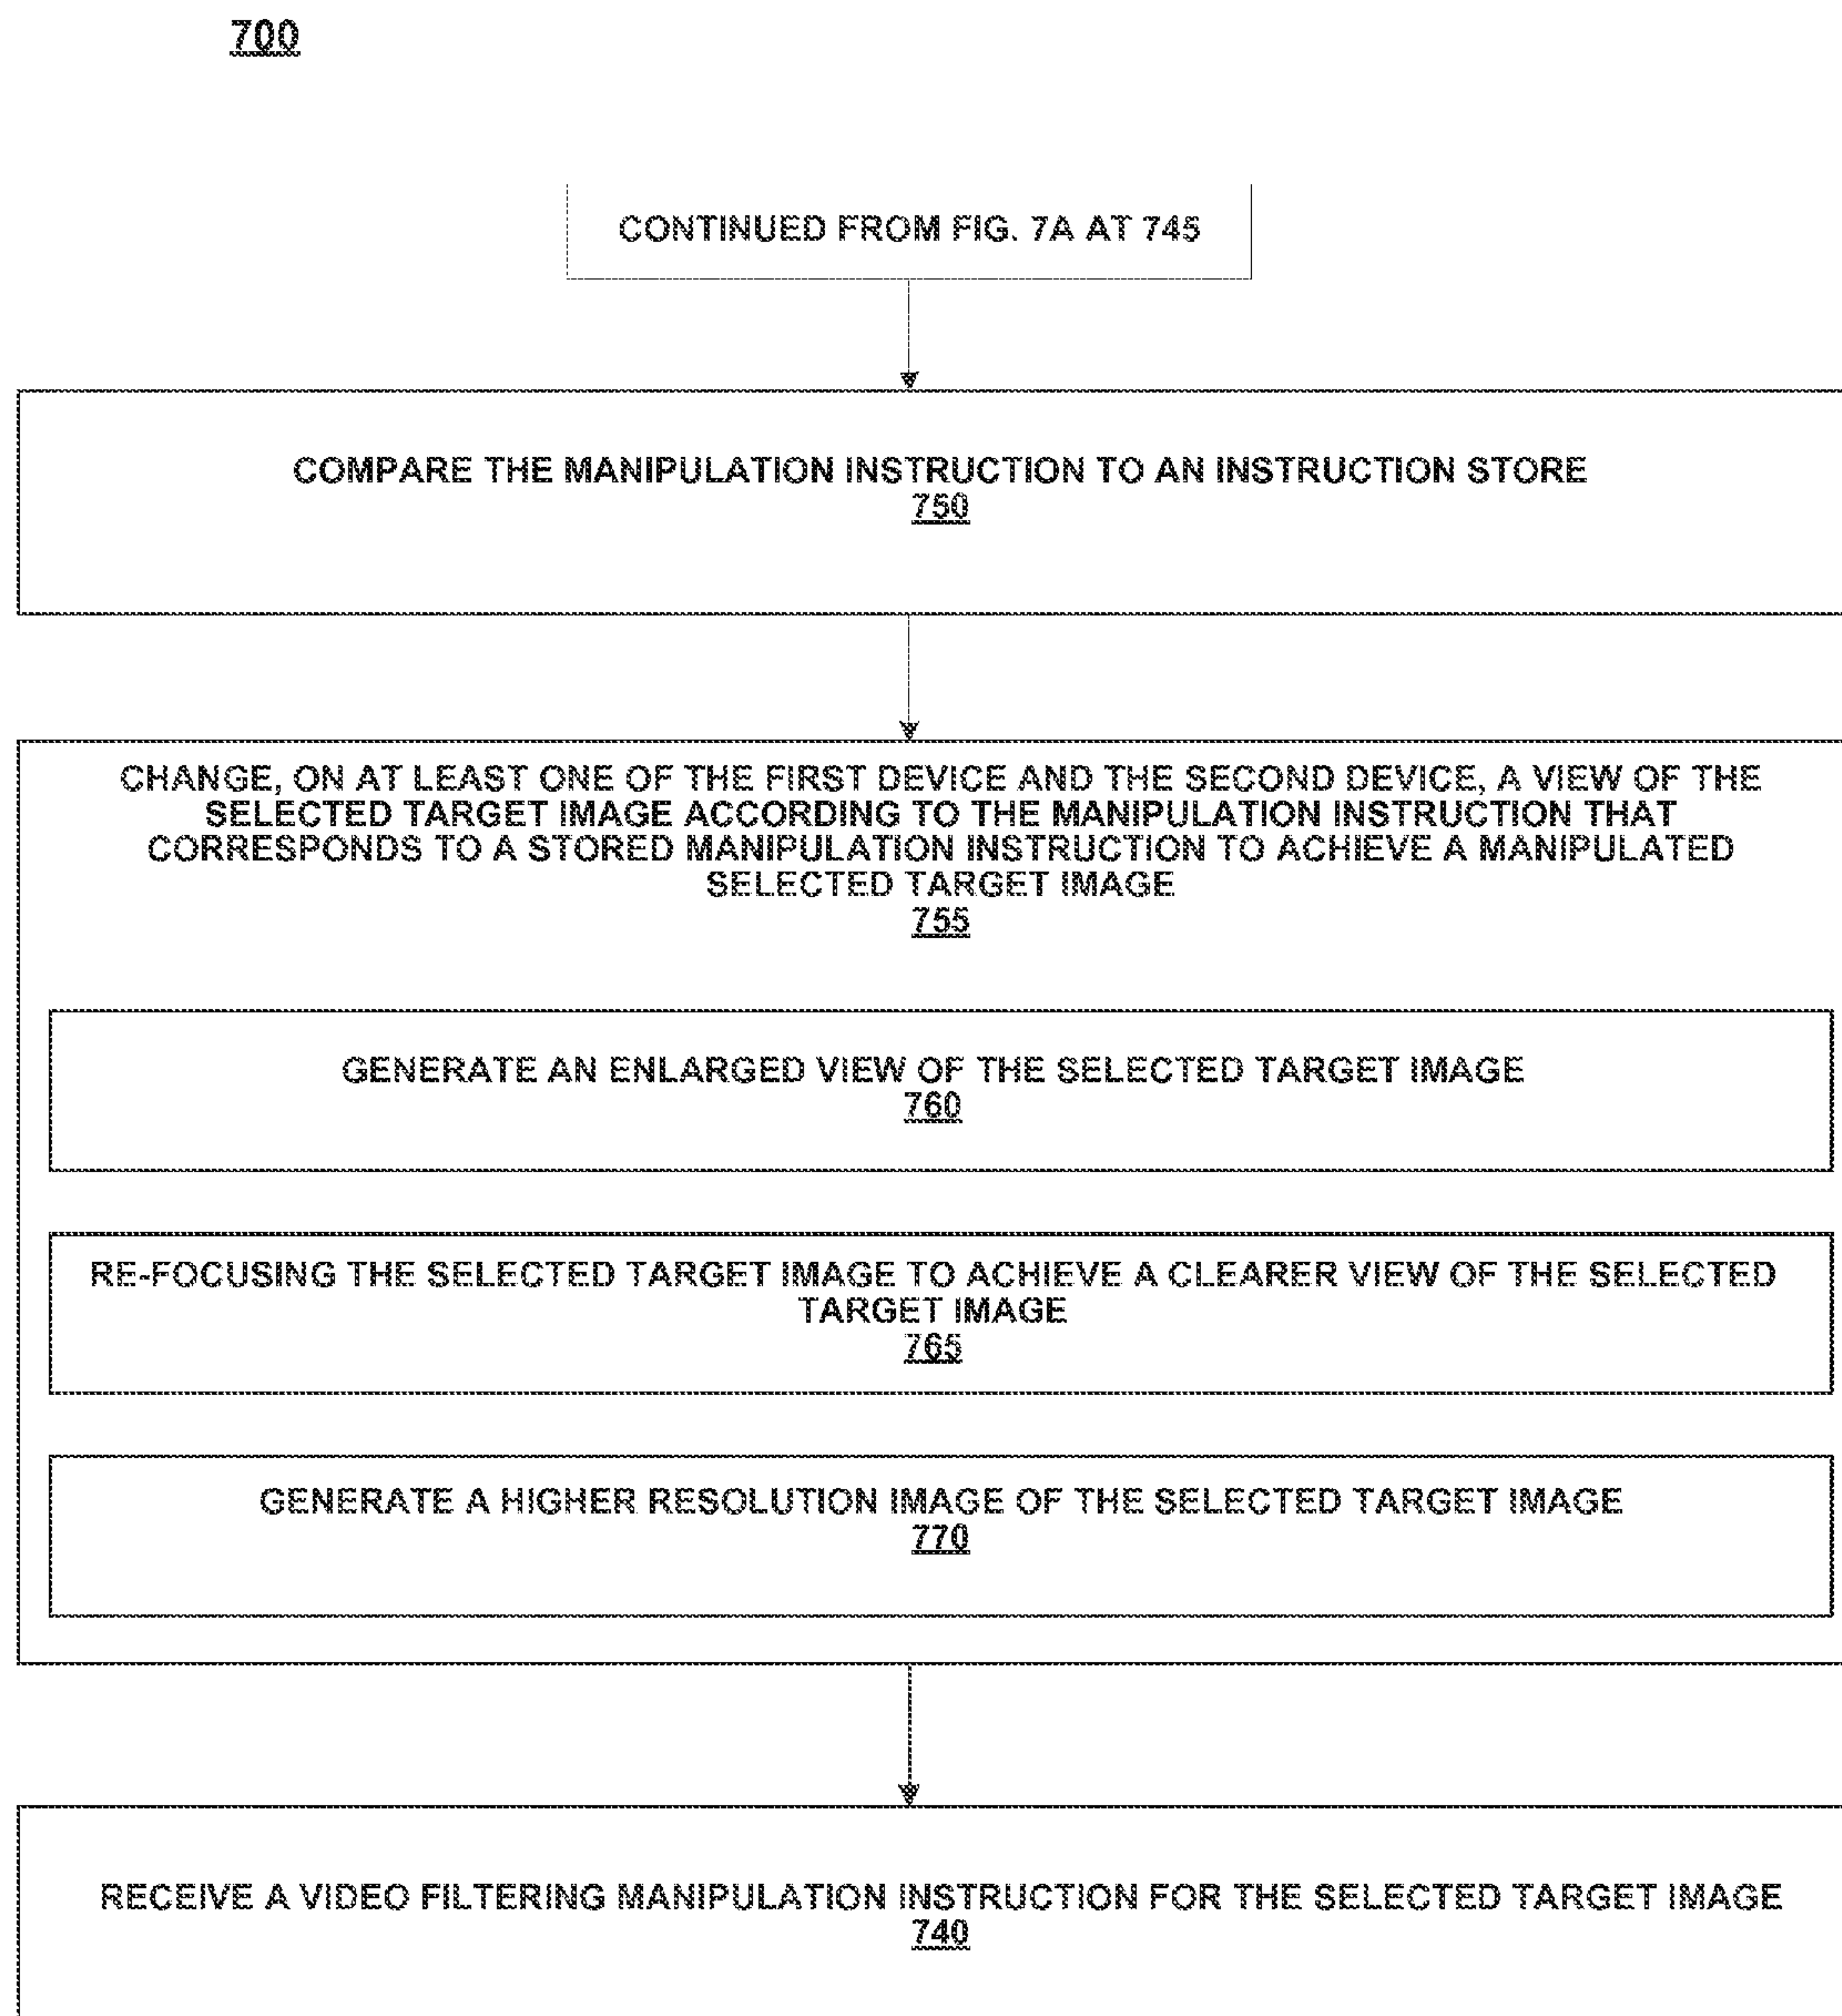 700
CONTINUED FROM FIG. 7A AT 745
COMPARE THE MANIPULATION INSTRUCTION TO AN INSTRUCTION STORE
750
CHANGE, ON AT LEAST ONE OF THE FIRST DEVICE AND THE SECOND DEVICE, A VIEW OF THE
SELECTED TARGET IMAGE ACCORDING TO THE MANIPULATION INSTRUCTION THAT
CORRESPONDS TO A STORED MANIPULATION INSTRUCTION TO ACHIEVE A MANIPULATED
SELECTED TARGET IMAGE
755
GENERATE AN ENLARGED VIEW OF THE SELECTED TARGET IMAGE
760
RE-FOCUSING THE SELECTED TARGET IMAGE TO ACHIEVE A CLEARER VIEW OF THE SELECTED
TARGET IMAGE
765
GENERATE A HIGHER RESOLUTION IMAGE OF THE SELECTED TARGET IMAGE
770
RECEIVE A VIDEO FILTERING MANIPULATION INSTRUCTION FOR THE SELECTED TARGET IMAGE
740